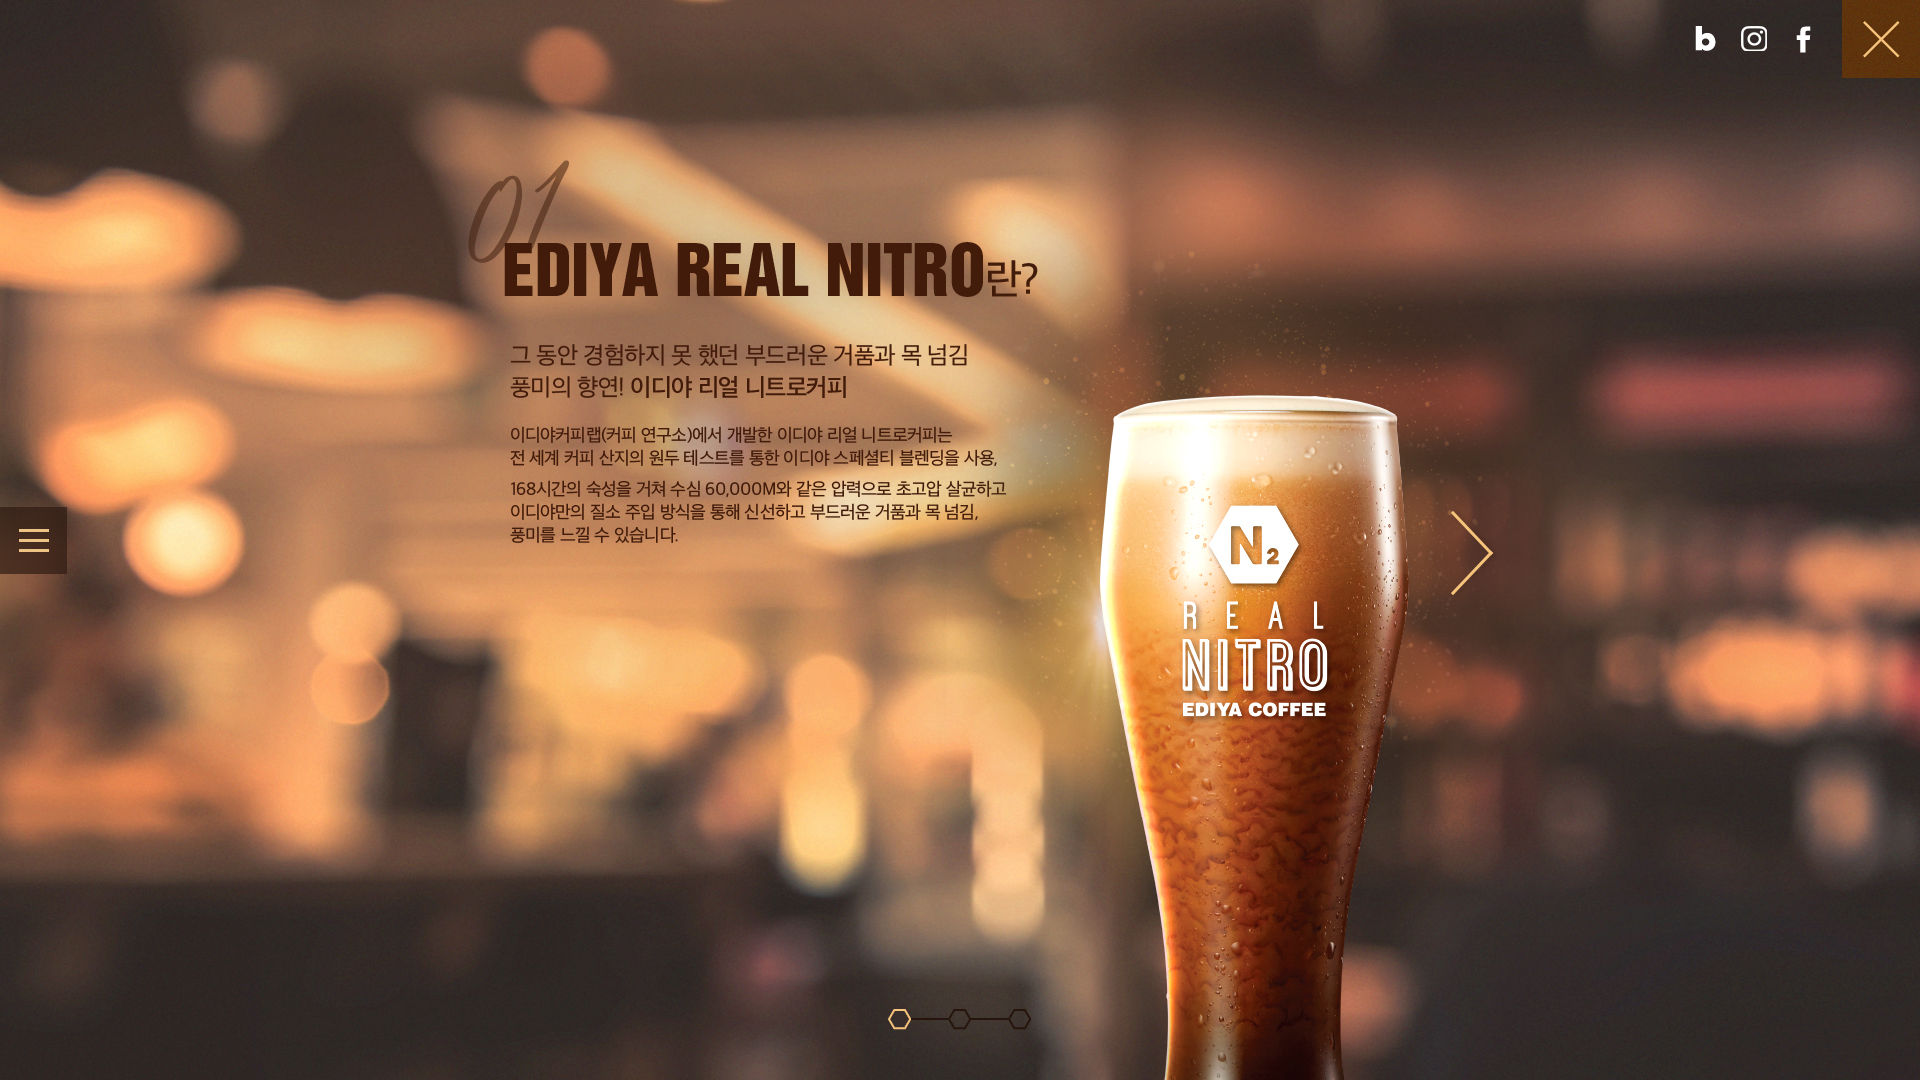 b
01
EDIYA REAL NITRO란?
그 동안 경험하지 못 했던 부드러운 거품과 목 넘김
풍미의 향연! 이디야 리얼 니트로커피
이디야커피랩(커피 연구소)에서 개발한 이디야 리얼 니트로커피는
전 세계 커피 산지의 원두 테스트를 통한 이디야 스페셜티 블렌딩을 사용,
168시간의 숙성을 거쳐 수심 60,000M와 같은 압력으로 초고압 살균하고
이디야만의 질소 주입 방식을 통해 신선하고 부드러운 거품과 목 넘김,
풍미를 느낄 수 있습니다.
N2
REAL
NITRO
EDIYA COFFEE